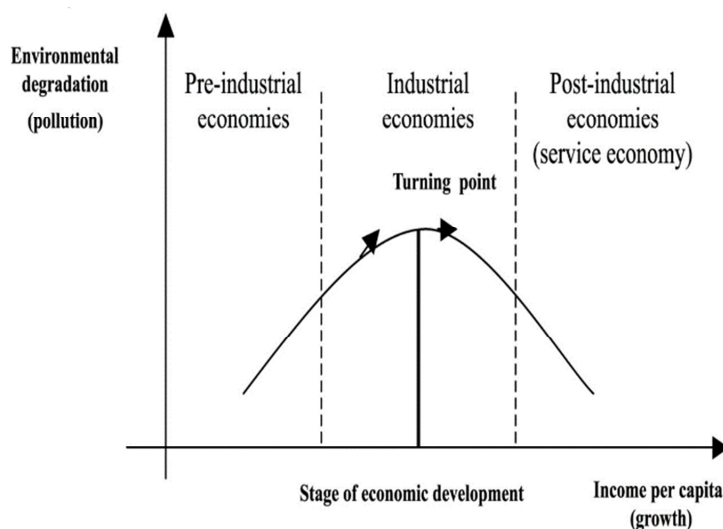 Environmental
degradation
(pollution)
Pre-industrial
economies
Industrial
economies
Post-industrial
economies
(service economy)
Turning point
Stage of economic development
Income per capita
(growth)